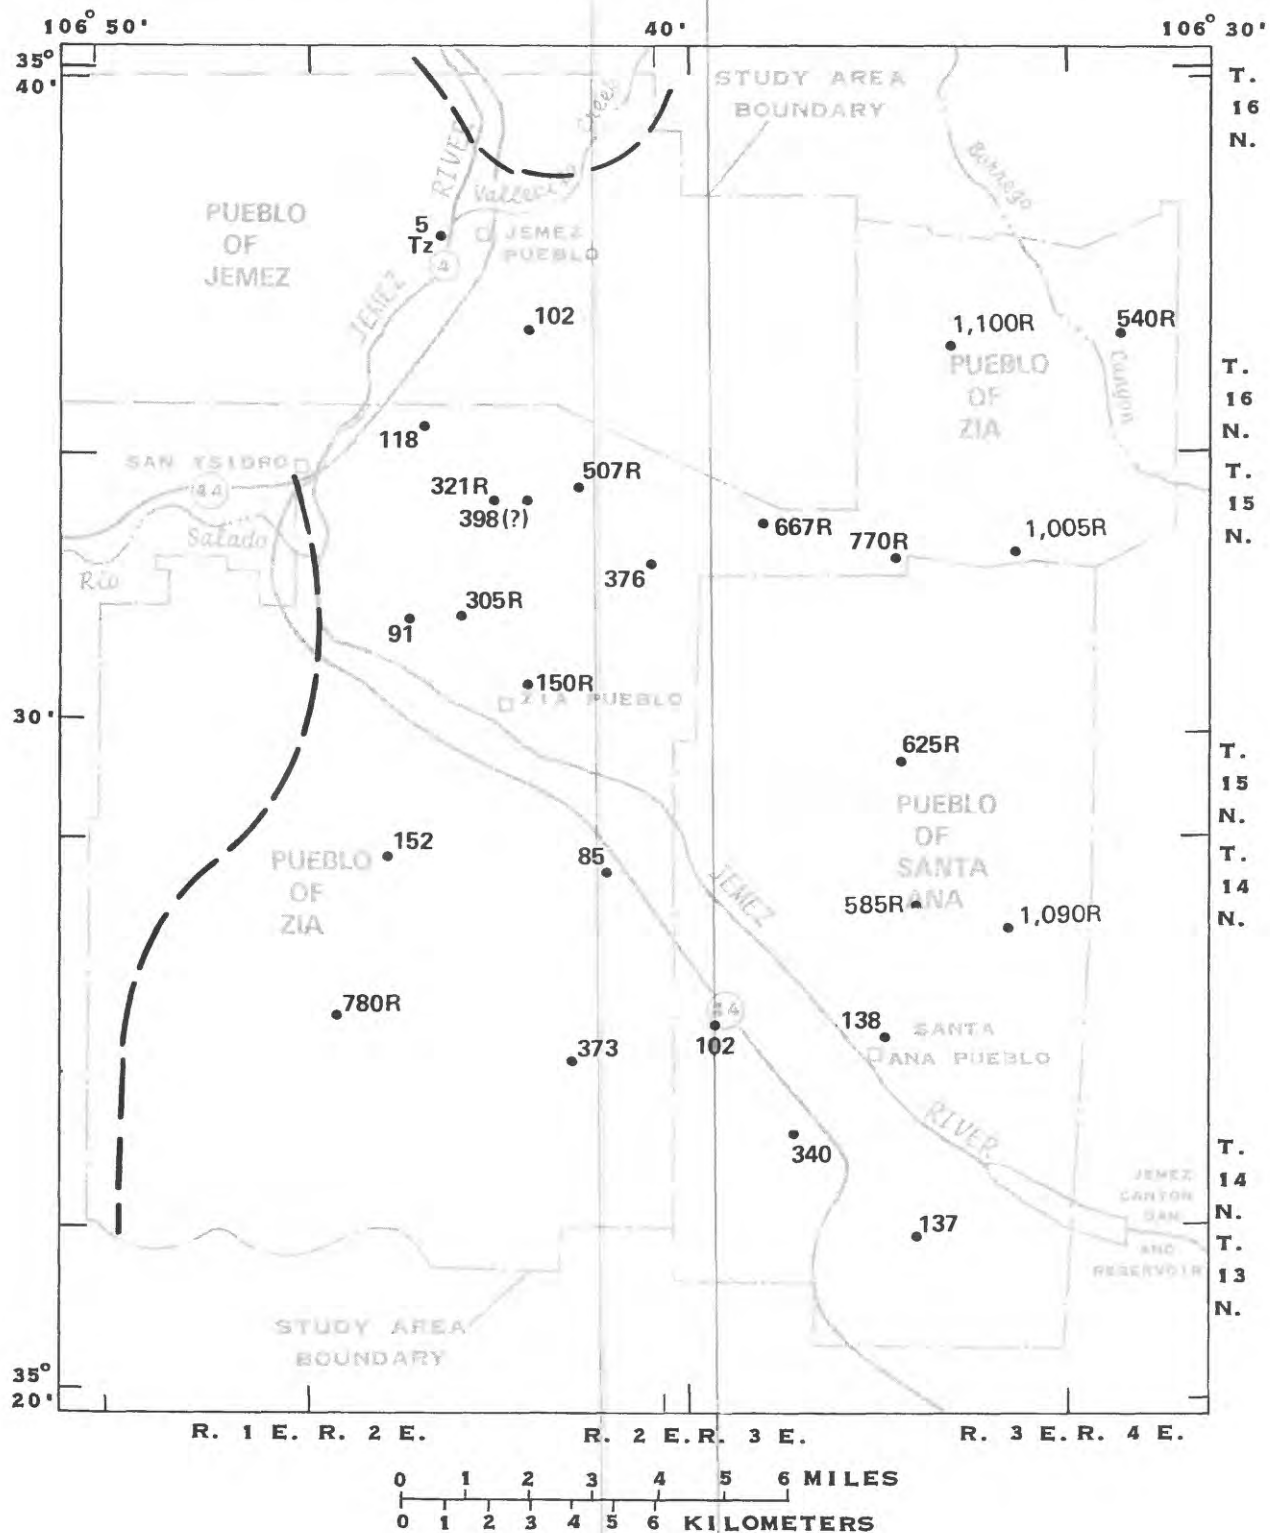 106° 50' 40' 106° 30'
35°
40'
STUDY AREA
BOUNDARY
T.
16
N.
RIVER
Creek
Vallecito
Borrego
PUEBLO
OF
JEMEZ
5
Tz
4
JEMEZ
PUEBLO
JEMEZ
102
1,100R
540R
PUEBLO
OF
ZIA
Canyon
T.
16
N.
118
SAN YSIDRO
44
321R
507R
398(?)
T.
15
N.
Salado
Rio
667R
770R
1,005R
376
305R
91
150R
ZIA PUEBLO
30'
625R
T.
15
N.
PUEBLO
OF
SANTA
ANA
152
85
PUEBLO
OF
ZIA
JEMEZ
T.
14
N.
585R
1,090R
780R
44
102
138
SANTA
ANA PUEBLO
373
RIVER
340
T.
14
N.
JEMEZ
CANYON
DAM
AND
RESERVOIR
137
T.
13
N.
STUDY AREA
BOUNDARY
35°
20'
R. 1 E. R. 2 E. R. 2 E. R. 3 E. R. 3 E. R. 4 E.
0 1 2 3 4 5 6 MILES
0 1 2 3 4 5 6 KILOMETERS